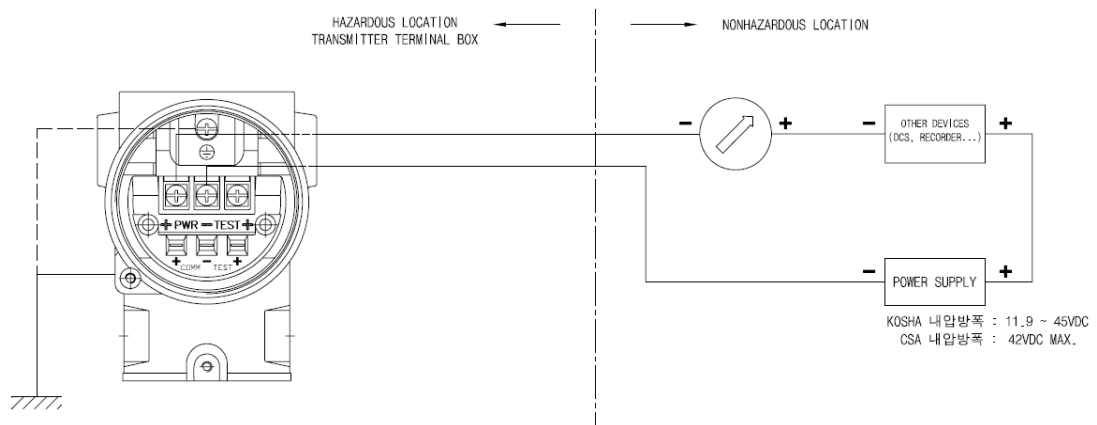 HAZARDOUS LOCATION
TRANSMITTER TERMINAL BOX
NONHAZARDOUS LOCATION
- + - OTHER DEVICES +
(DCS, RECORDER...)
+ PWR - TEST +
+ - +
COMM TEST
- POWER SUPPLY +
KOSHA 내압방폭 : 11.9 ~ 45VDC
CSA 내압방폭 : 42VDC MAX.